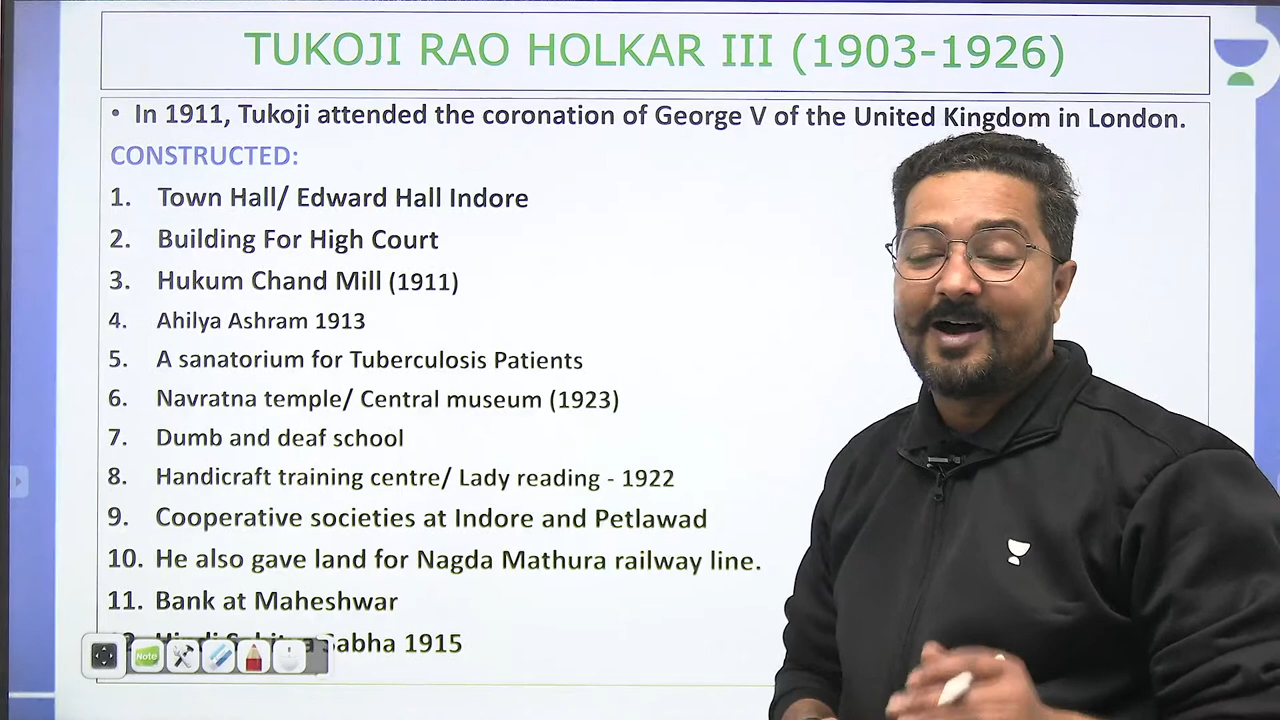 TUKOJI RAO HOLKAR III (1903-1926)
• In 1911, Tukoji attended the coronation of George V of the United Kingdom in London.
CONSTRUCTED:
1. Town Hall/ Edward Hall Indore
2. Building For High Court
3. Hukum Chand Mill (1911)
4. Ahilya Ashram 1913
5. A sanatorium for Tuberculosis Patients
6. Navratna temple/ Central museum (1923)
7. Dumb and deaf school
8. Handicraft training centre/ Lady reading - 1922
9. Cooperative societies at Indore and Petlawad
10. He also gave land for Nagda Mathura railway line.
11. Bank at Maheshwar
Sabha 1915
Note